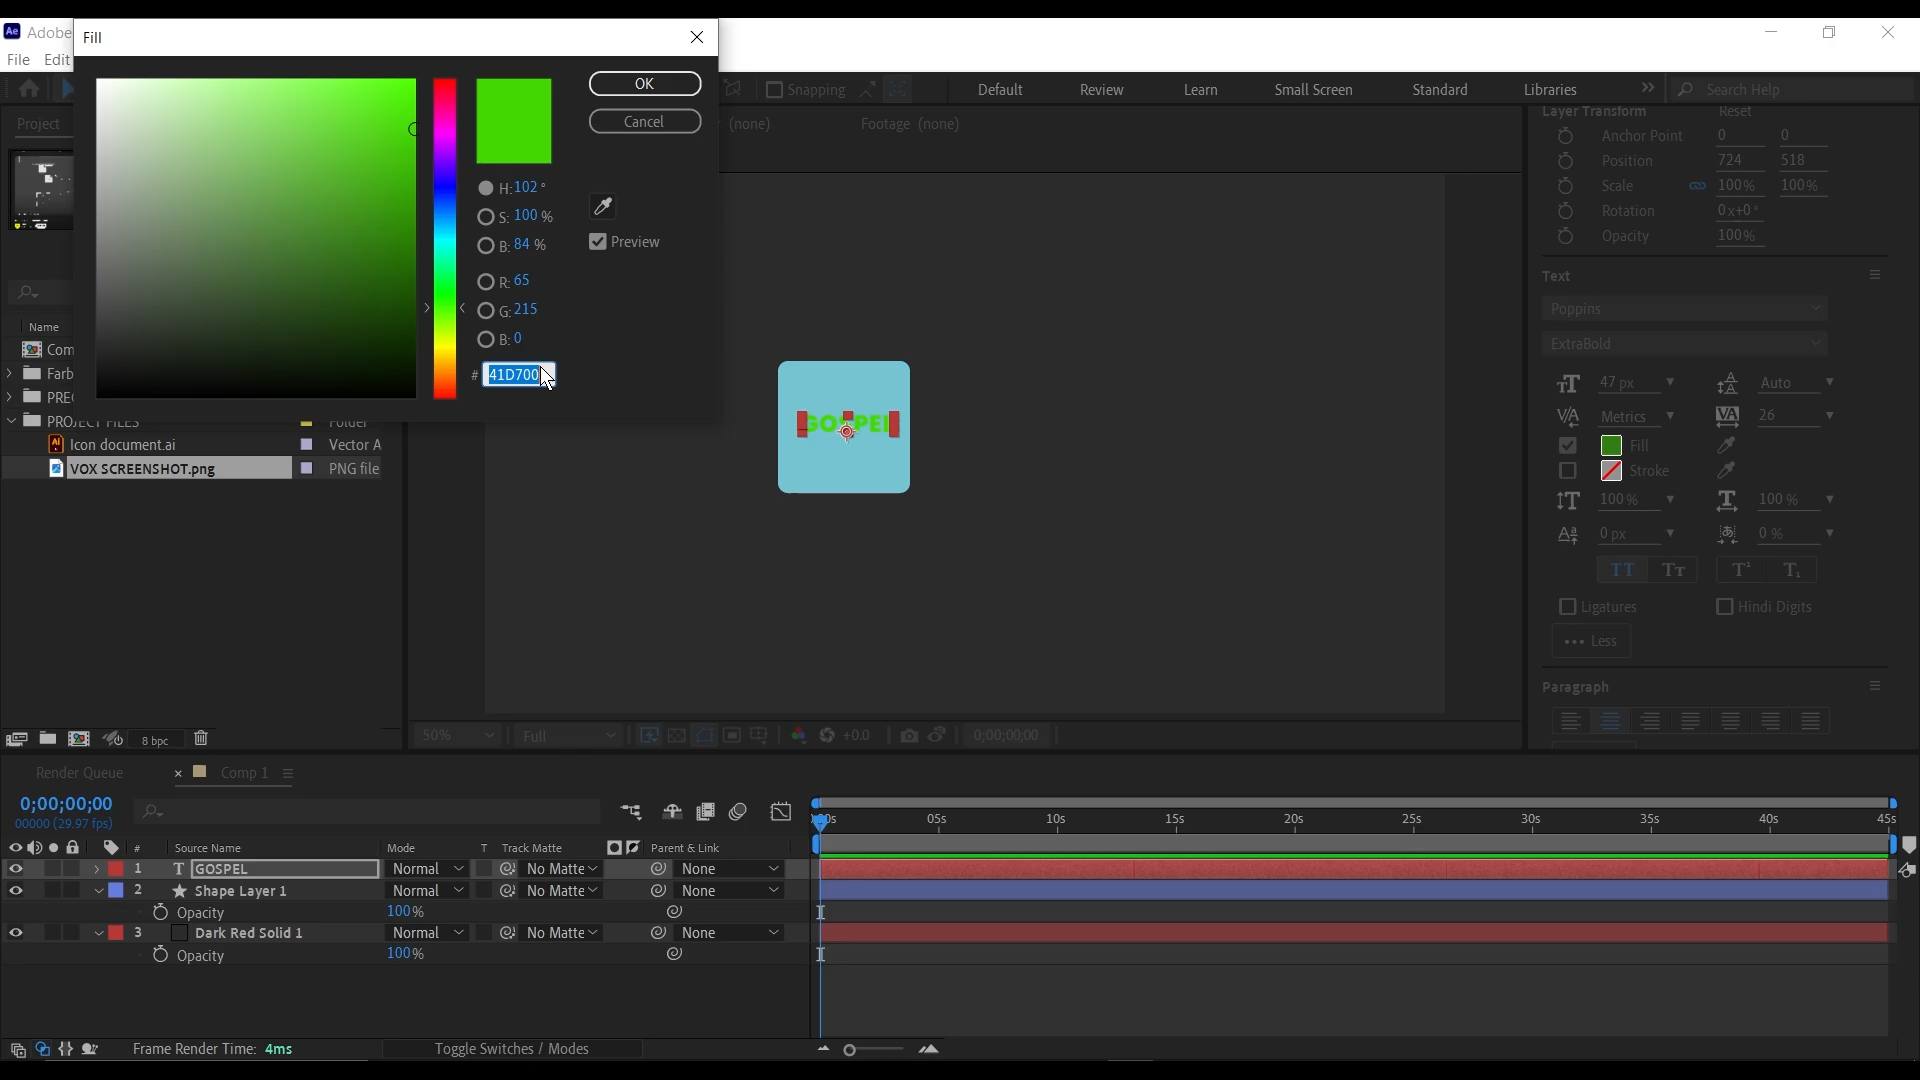 Ae Adobe
Fill
File Edit
OK
Cancel
H: 102 °
S: 100 %
B: 84 %
Preview
R: 65
G: 215
B: 0
# 41D700
Snapping
Default Review Learn Small Screen Standard Libraries
Search Help
Project
(none) Footage (none)
Layer Transform Reset
Anchor Point 0 0
Position 724 518
Scale 100% 100%
Rotation 0x+0°
Opacity 100%
Text
Poppins
ExtraBold
47 px Auto
Metrics 26
Fill
Stroke
100% 100%
0 px 0%
TT Tт T¹ T₁
Ligatures Hindi Digits
Less
Paragraph
Name
Com
Farb
PREC
PROJECT FILES Folder
Icon document.ai Vector A
VOX SCREENSHOT.png PNG file
GOSPEL
8 bpc
50% Full +0.0 0;00;00;00
Render Queue Comp 1
0;00;00;00
00000 (29.97 fps)
05s 10s 15s 20s 25s 30s 35s 40s 45s
# Source Name Mode T Track Matte Parent & Link
1 T GOSPEL Normal No Matte None
2 Shape Layer 1 Normal No Matte None
Opacity 100%
3 Dark Red Solid 1 Normal No Matte None
Opacity 100%
Frame Render Time: 4ms Toggle Switches / Modes